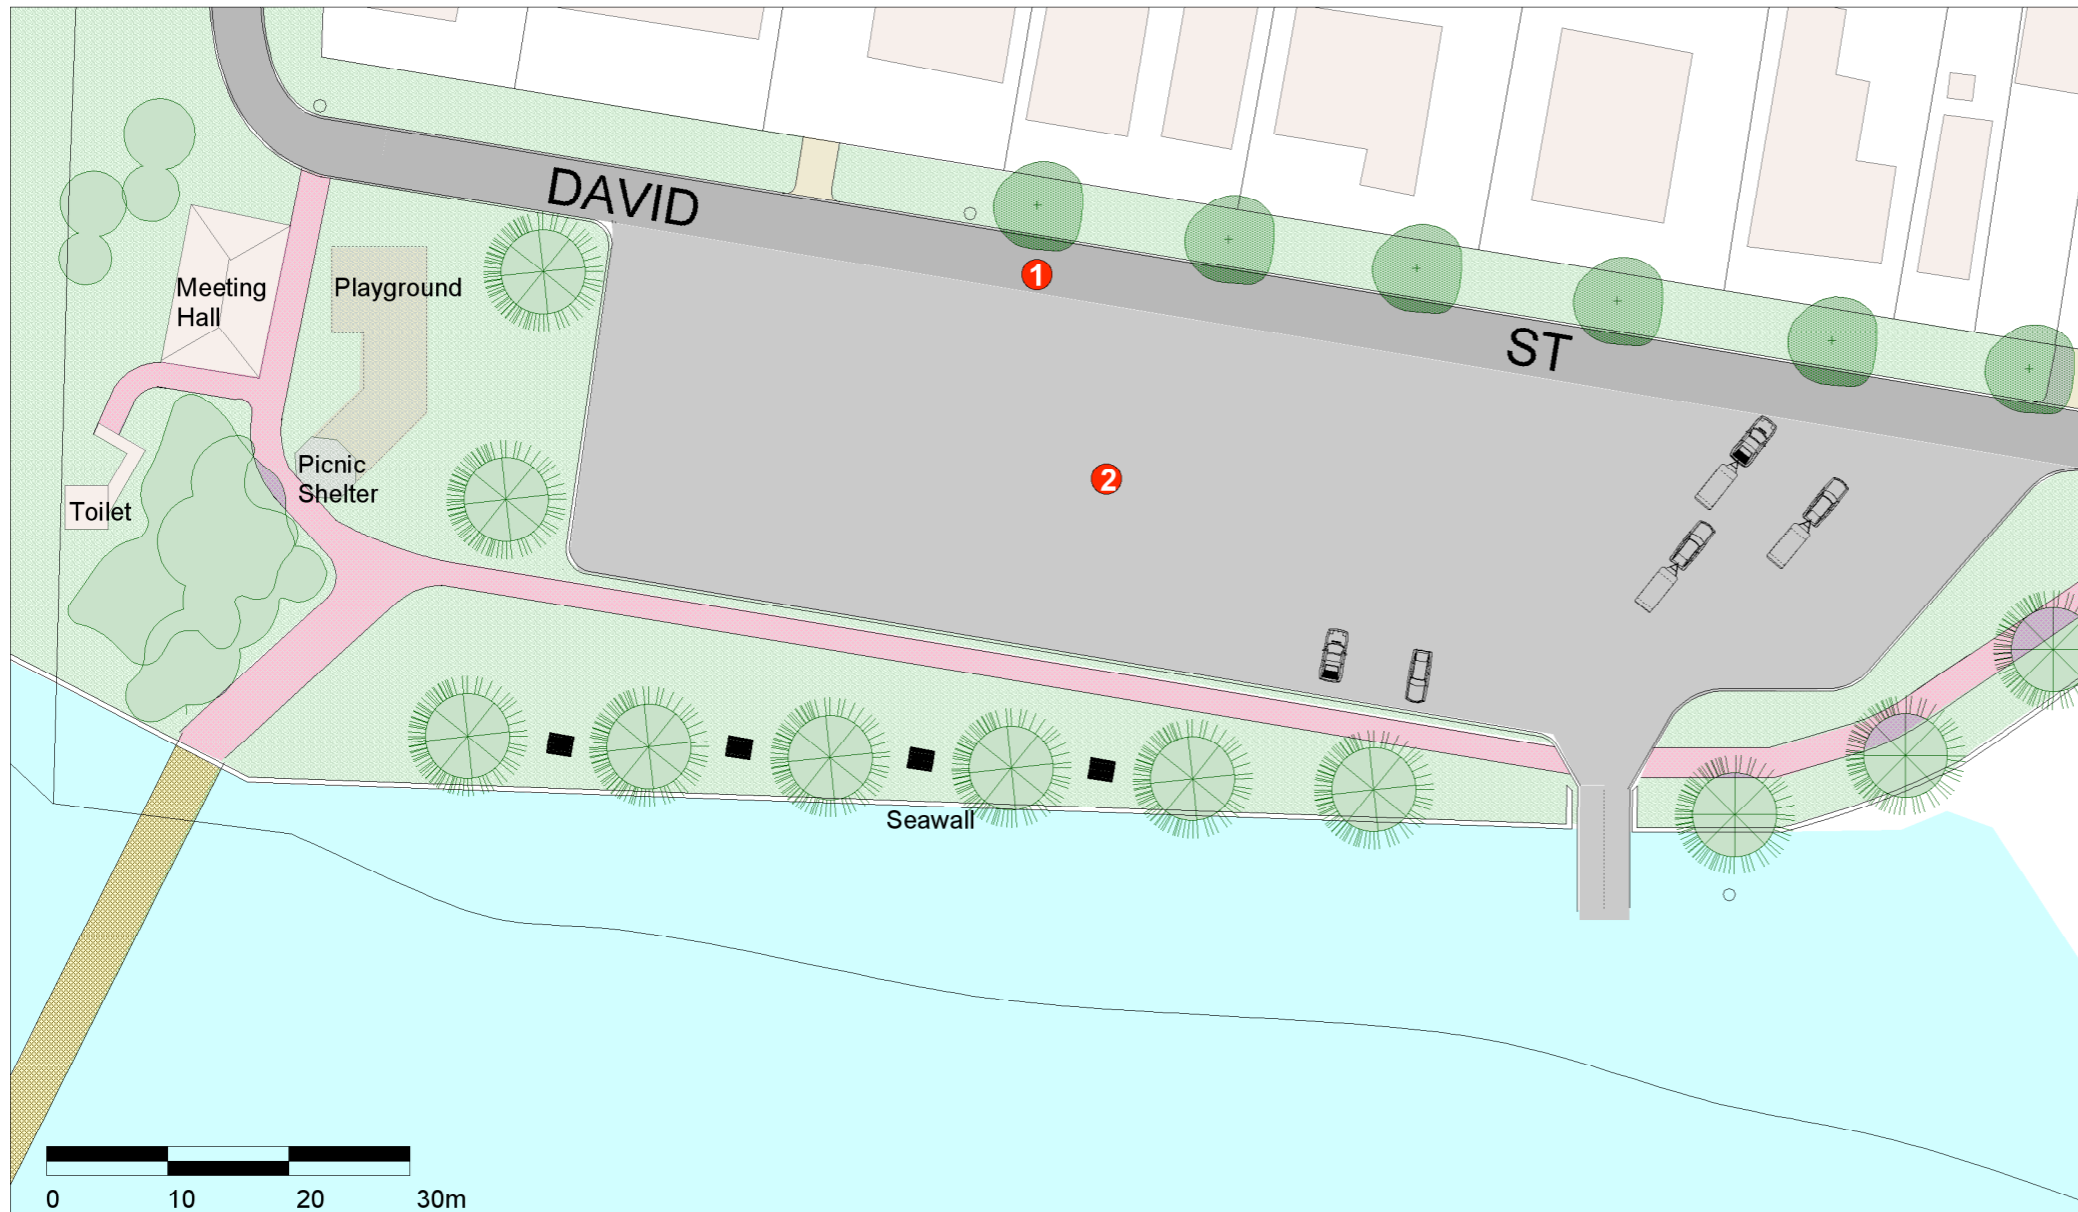 DAVID
ST
1
2
Meeting
Hall
Playground
Picnic
Shelter
Toilet
Seawall
0 10 20 30m